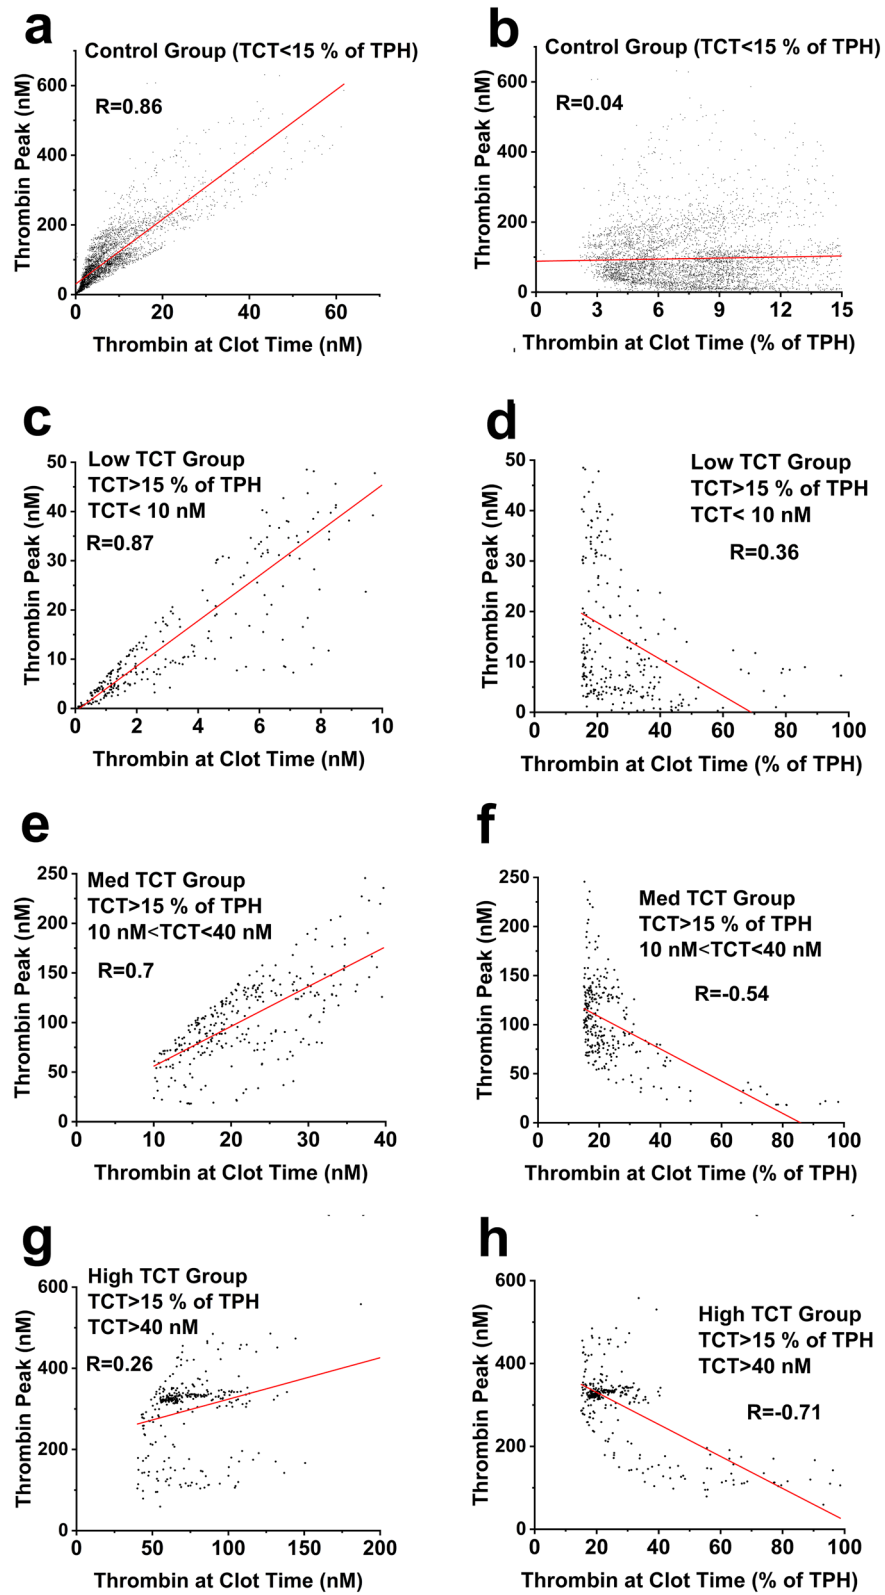 a
Control Group (TCT<15 % of TPH)
R=0.86
Thrombin Peak (nM)
600
400
200
0
0 20 40 60
Thrombin at Clot Time (nM)
b
Control Group (TCT<15 % of TPH)
R=0.04
Thrombin Peak (nM)
600
400
200
100
0
0 3 6 9 12 15
Thrombin at Clot Time (% of TPH)
c
Low TCT Group
TCT>15 % of TPH
TCT< 10 nM
R=0.87
Thrombin Peak (nM)
50
40
30
20
10
0
0 2 4 6 8 10
Thrombin at Clot Time (nM)
d
Low TCT Group
TCT>15 % of TPH
TCT< 10 nM
R=0.36
Thrombin Peak (nM)
50
40
30
20
10
0
0 20 40 60 80 100
Thrombin at Clot Time (% of TPH)
e
Med TCT Group
TCT>15 % of TPH
10 nM<TCT<40 nM
R=0.7
Thrombin Peak (nM)
250
200
150
100
50
0
0 10 20 30 40
Thrombin at Clot Time (nM)
f
Med TCT Group
TCT>15 % of TPH
10 nM<TCT<40 nM
R=-0.54
Thrombin Peak (nM)
250
200
150
100
50
0
0 20 40 60 80 100
Thrombin at Clot Time (% of TPH)
g
High TCT Group
TCT>15 % of TPH
TCT>40 nM
R=0.26
Thrombin Peak (nM)
600
400
200
0
0 50 100 150 200
Thrombin at Clot Time (nM)
h
High TCT Group
TCT>15 % of TPH
TCT>40 nM
R=-0.71
Thrombin Peak (nM)
600
400
200
0
0 20 40 60 80 100
Thrombin at Clot Time (% of TPH)